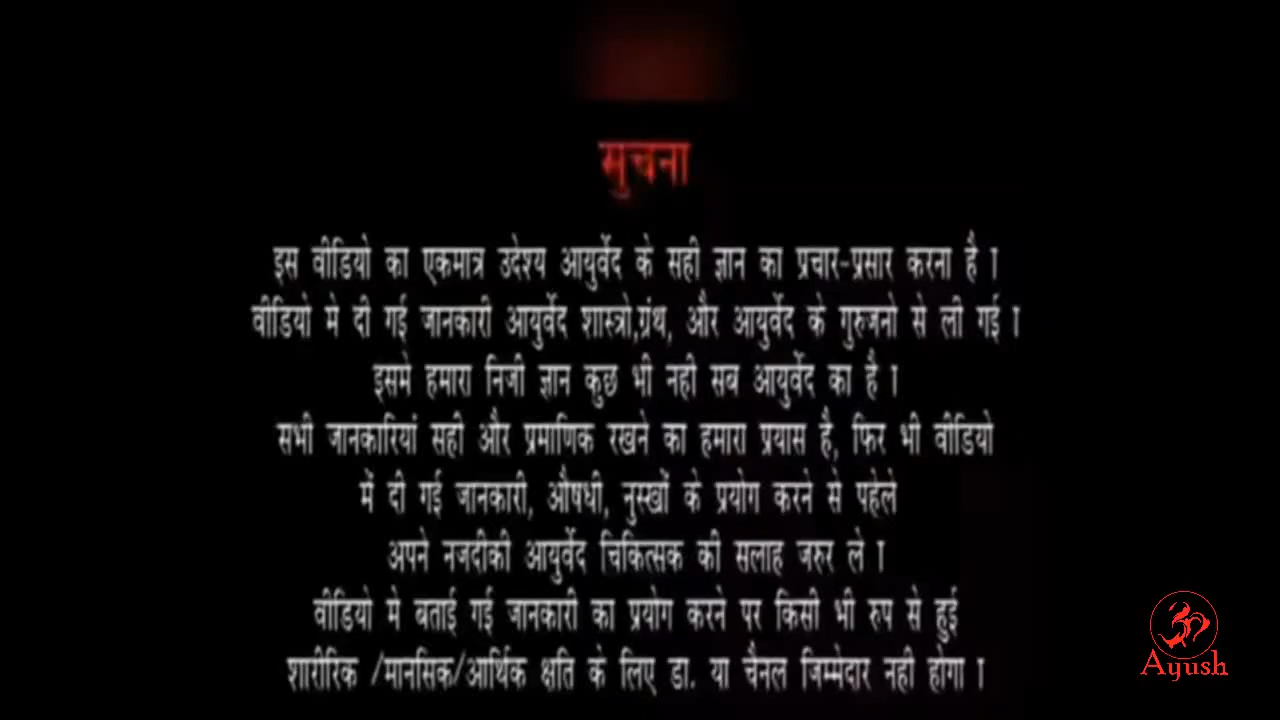 सुचना
इस वीडियो का एकमात्र उदेश्य आयुर्वेद के सही ज्ञान का प्रचार-प्रसार करना है ।
वीडियो मे दी गई जानकारी आयुर्वेद शास्त्रो,ग्रंथ, और आयुर्वेद के गुरुजनो से ली गई ।
इसमे हमारा निजी ज्ञान कुछ भी नही सब आयुर्वेद का है ।
सभी जानकारियां सही और प्रमाणिक रखने का हमारा प्रयास है, फिर भी वीडियो
में दी गई जानकारी, औषधी, नुस्खों के प्रयोग करने से पहेले
अपने नजदीकी आयुर्वेद चिकित्सक की सलाह जरुर ले ।
वीडियो मे बताई गई जानकारी का प्रयोग करने पर किसी भी रुप से हुई
शारीरिक /मानसिक/आर्थिक क्षति के लिए डा. या चैनल जिम्मेदार नही होगा ।
ॐ
Ayush